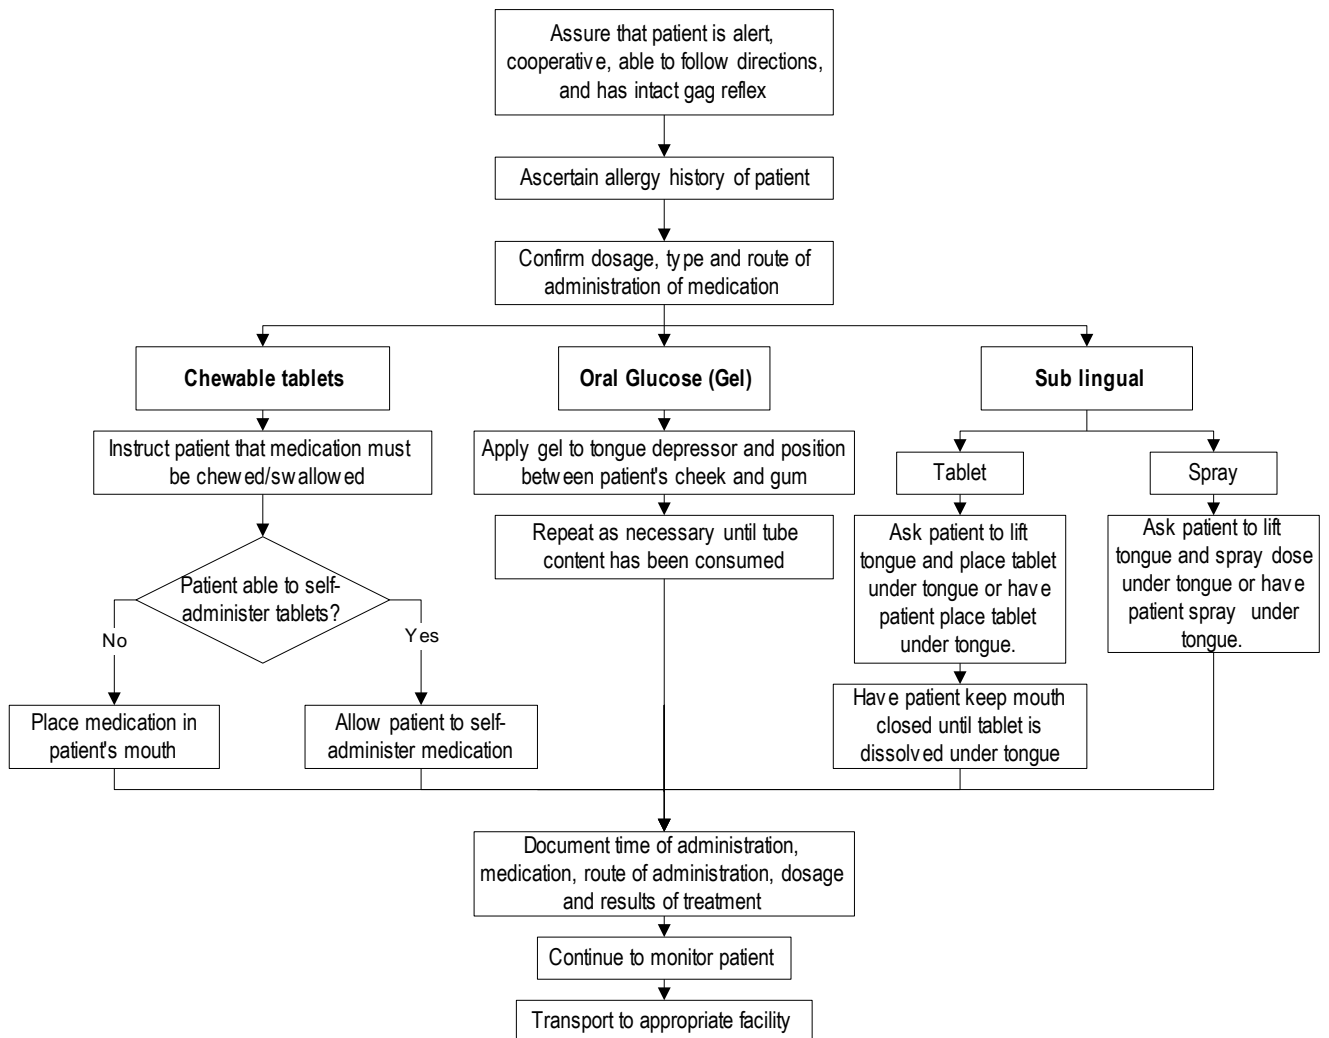 Assure that patient is alert,
cooperative, able to follow directions,
and has intact gag reflex
Ascertain allergy history of patient
Confirm dosage, type and route of
administration of medication
Chewable tablets
Instruct patient that medication must
be chewed/swallowed
Patient able to self-
administer tablets?
No
Yes
Place medication in
patient's mouth
Allow patient to self-
administer medication
Oral Glucose (Gel)
Apply gel to tongue depressor and position
between patient's cheek and gum
Repeat as necessary until tube
content has been consumed
Sub lingual
Tablet
Ask patient to lift
tongue and place tablet
under tongue or have
patient place tablet
under tongue.
Have patient keep mouth
closed until tablet is
dissolved under tongue
Spray
Ask patient to lift
tongue and spray dose
under tongue or have
patient spray under
tongue.
Document time of administration,
medication, route of administration, dosage
and results of treatment
Continue to monitor patient
Transport to appropriate facility